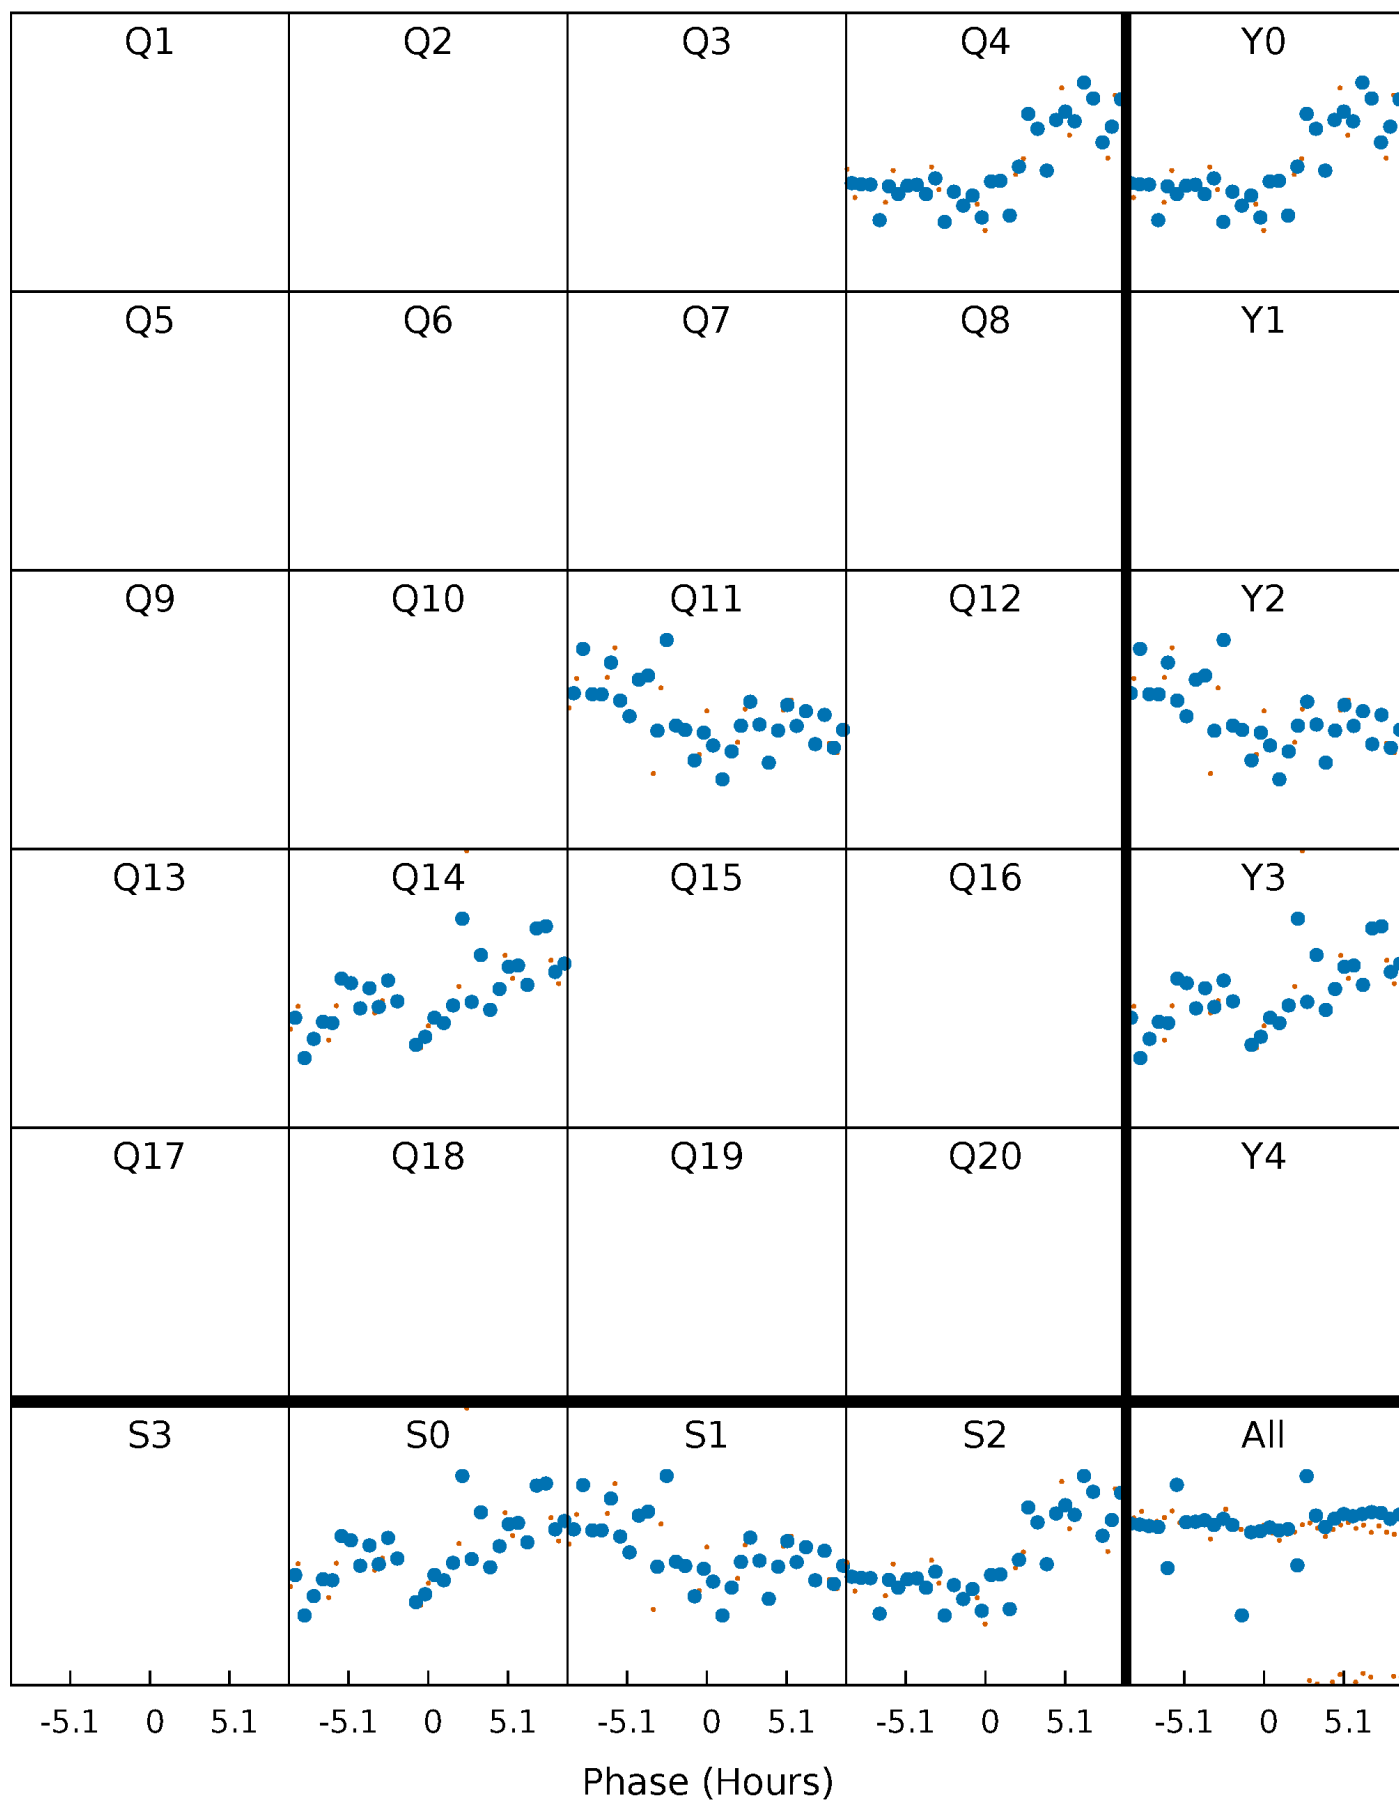 Q1 Q2 Q3 Q4 Y0
Q5 Q6 Q7 Q8 Y1
Q9 Q10 Q11 Q12 Y2
Q13 Q14 Q15 Q16 Y3
Q17 Q18 Q19 Q20 Y4
S3 S0 S1 S2 All
-5.1 0 5.1 -5.1 0 5.1 -5.1 0 5.1 -5.1 0 5.1 -5.1 0 5.1
Phase (Hours)